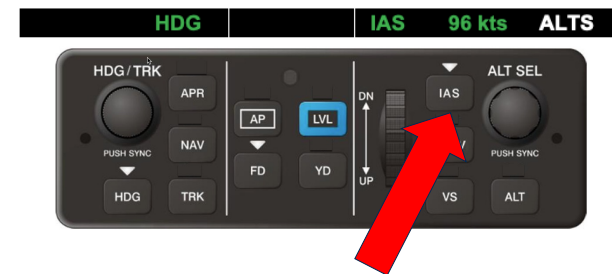 HDG IAS 96 kts ALTS
HDG/TRK ALT SEL
APR DN IAS
AP LVL
PUSH SYNC NAV PUSH SYNC
FD YD UP
HDG TRK VS ALT